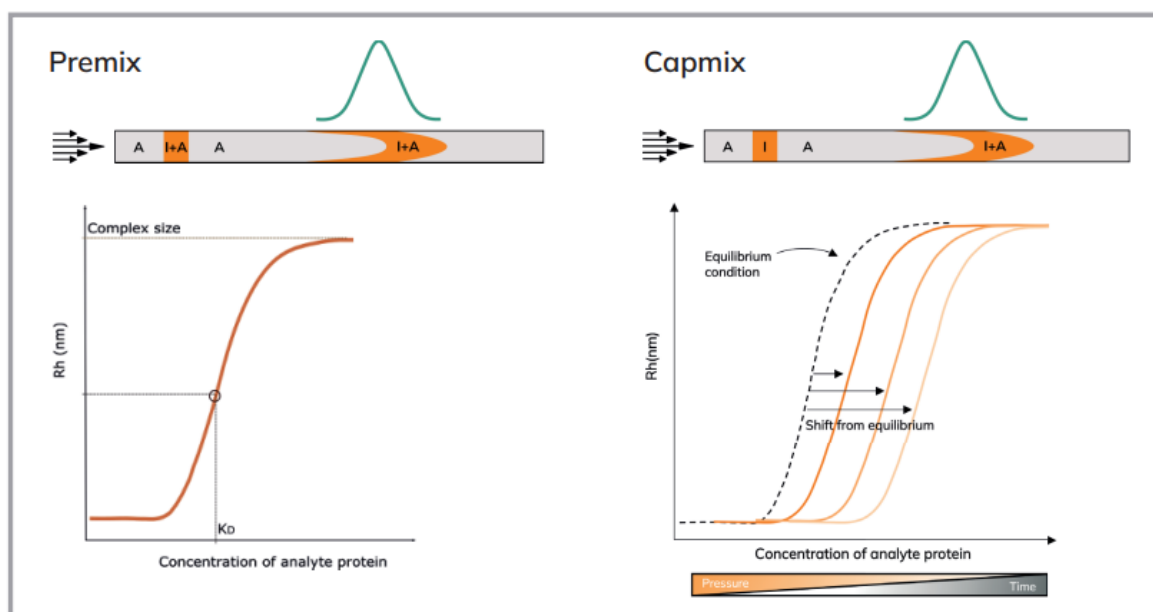 Premix
A I+A A I+A
Complex size
Rh (nm)
KD
Concentration of analyte protein
Capmix
A I A I+A
Equilibrium
condition
Rh(nm)
Shift from equilibrium
Concentration of analyte protein
Pressure Time